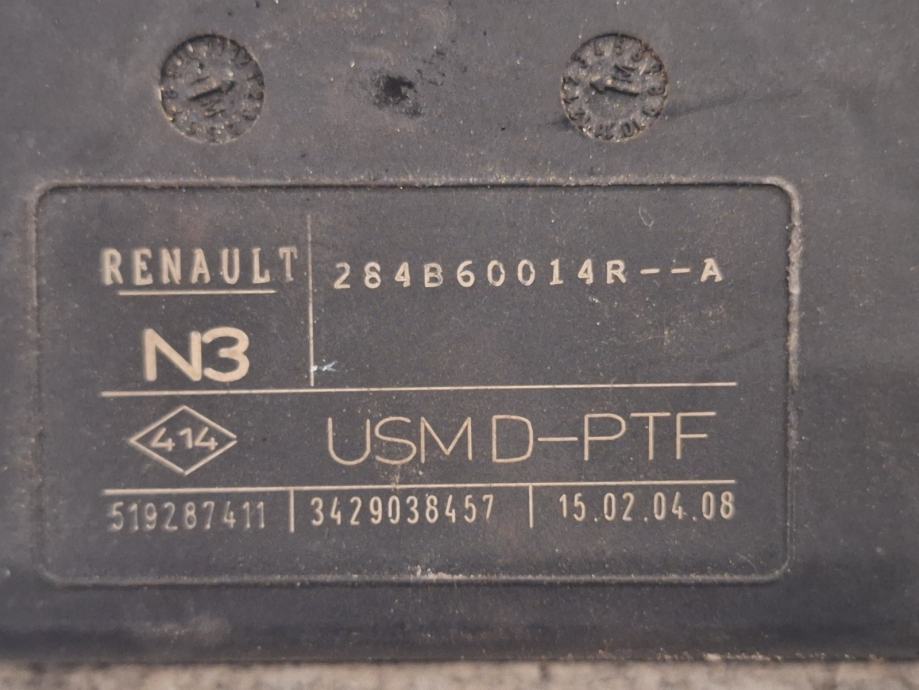 RENAULT 284B60014R--A
N3
414 USM D-PTF
519287411 3429038457 15.02.04.08